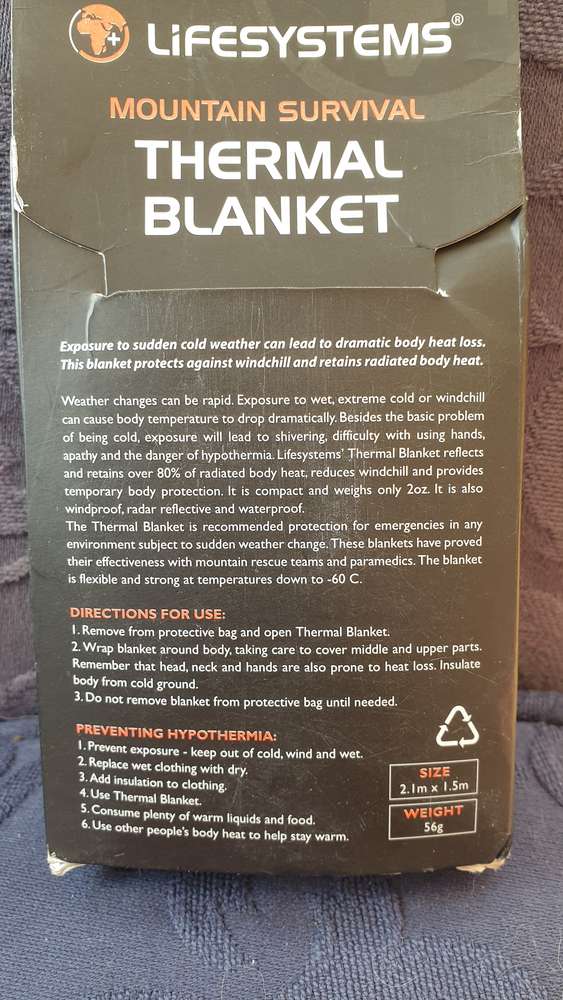 LiFESYSTEMS®
MOUNTAIN SURVIVAL
THERMAL
BLANKET
Exposure to sudden cold weather can lead to dramatic body heat loss.
This blanket protects against windchill and retains radiated body heat.
Weather changes can be rapid. Exposure to wet, extreme cold or windchill
can cause body temperature to drop dramatically. Besides the basic problem
of being cold, exposure will lead to shivering, difficulty with using hands,
apathy and the danger of hypothermia. Lifesystems' Thermal Blanket reflects
and retains over 80% of radiated body heat, reduces windchill and provides
temporary body protection. It is compact and weighs only 2oz. It is also
windproof, radar reflective and waterproof.
The Thermal Blanket is recommended protection for emergencies in any
environment subject to sudden weather change. These blankets have proved
their effectiveness with mountain rescue teams and paramedics. The blanket
is flexible and strong at temperatures down to -60 C.
DIRECTIONS FOR USE:
1. Remove from protective bag and open Thermal Blanket.
2. Wrap blanket around body, taking care to cover middle and upper parts.
Remember that head, neck and hands are also prone to heat loss. Insulate
body from cold ground.
3. Do not remove blanket from protective bag until needed.
PREVENTING HYPOTHERMIA:
1. Prevent exposure - keep out of cold, wind and wet.
2. Replace wet clothing with dry.
3. Add insulation to clothing.
4. Use Thermal Blanket.
5. Consume plenty of warm liquids and food.
6. Use other people's body heat to help stay warm.
SIZE
2.1m x 1.5m
WEIGHT
56g